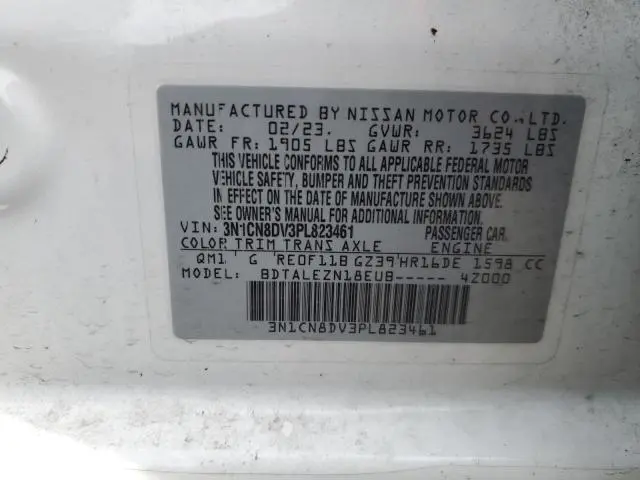 MANUFACTURED BY NISSAN MOTOR CO.,LTD.
DATE: 02/23. GVWR: 3624 LBS
GAWR FR: 1905 LBS GAWR RR: 1735 LBS
THIS VEHICLE CONFORMS TO ALL APPLICABLE FEDERAL MOTOR
VEHICLE SAFETY, BUMPER AND THEFT PREVENTION STANDARDS
IN EFFECT ON THE DATE OF MANUFACTURE SHOWN ABOVE.
SEE OWNER'S MANUAL FOR ADDITIONAL INFORMATION.
VIN: 3N1CN8DV3PL823461 PASSENGER CAR.
COLOR TRIM TRANS AXLE ENGINE
QM1 G RE0F11B GZ39 HR16DE 1598 CC
MODEL: BDTALEZN18EUB----- 4Z000
3N1CN8DV3PL823461